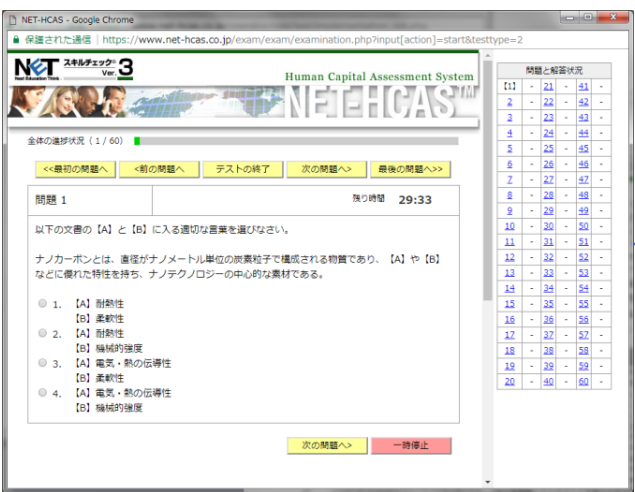 NET-HCAS - Google Chrome
保護された通信 | https://www.net-hcas.co.jp/exam/exam/examination.php?input[action]=start&testtype=2
NET スキルチェック® Ver.3
Next Education Think
Human Capital Assessment System
NET-HCAS™
全体の進捗状況（1/60）
<<最初の問題へ <前の問題へ テストの終了 次の問題へ> 最後の問題へ>>
問題 1 残り時間 29:33
以下の文書の【A】と【B】に入る適切な言葉を選びなさい。
ナノカーボンとは、直径がナノメートル単位の炭素粒子で構成される物質であり、【A】や【B】
などに優れた特性を持ち、ナノテクノロジーの中心的な素材である。
1. 【A】耐熱性
【B】柔軟性
2. 【A】耐熱性
【B】機械的強度
3. 【A】電気・熱の伝導性
【B】柔軟性
4. 【A】電気・熱の伝導性
【B】機械的強度
次の問題へ> 一時停止
問題と解答状況
【1】 - 21 - 41 -
2 - 22 - 42 -
3 - 23 - 43 -
4 - 24 - 44 -
5 - 25 - 45 -
6 - 26 - 46 -
7 - 27 - 47 -
8 - 28 - 48 -
9 - 29 - 49 -
10 - 30 - 50 -
11 - 31 - 51 -
12 - 32 - 52 -
13 - 33 - 53 -
14 - 34 - 54 -
15 - 35 - 55 -
16 - 36 - 56 -
17 - 37 - 57 -
18 - 38 - 58 -
19 - 39 - 59 -
20 - 40 - 60 -